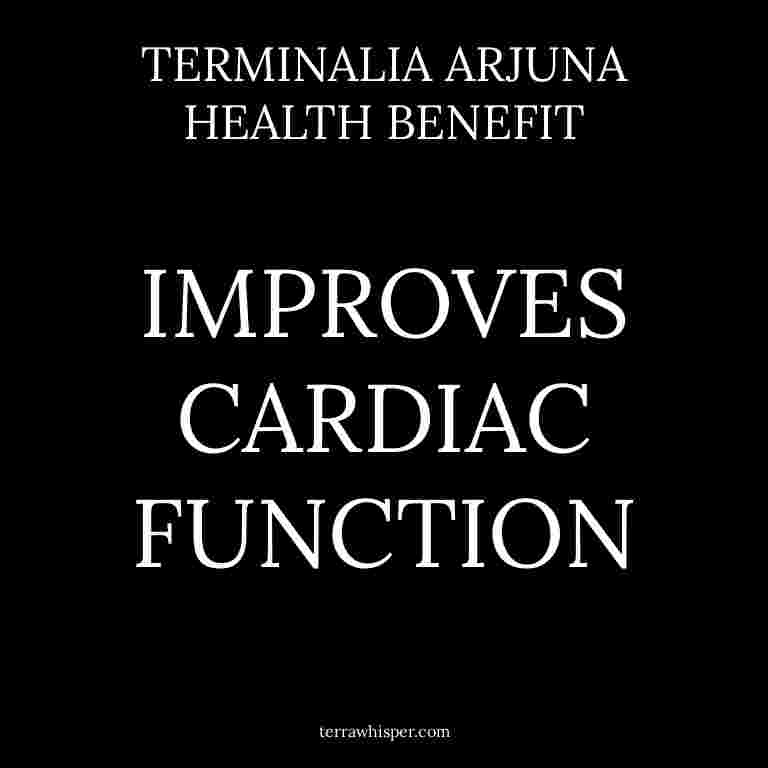 TERMINALIA ARJUNA
HEALTH BENEFIT
IMPROVES
CARDIAC
FUNCTION
terrawhisper.com